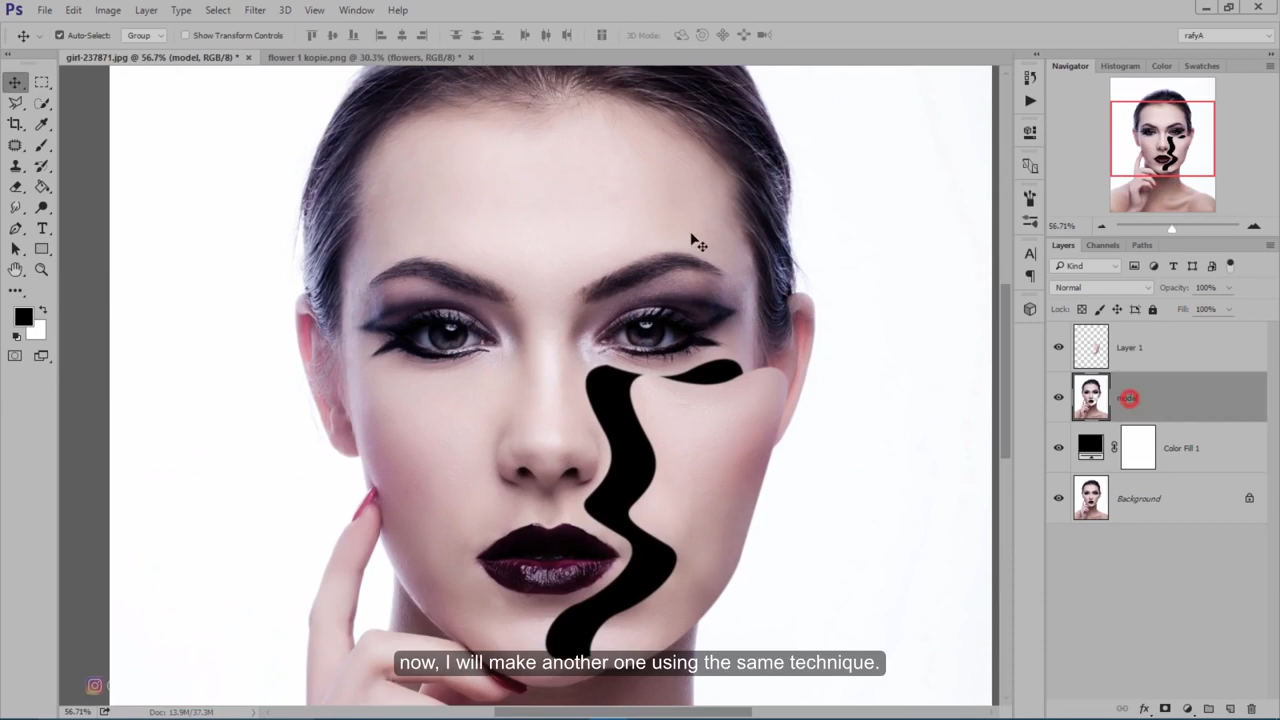 Ps File Edit Image Layer Type Select Filter 3D View Window Help
Auto-Select: Group Show Transform Controls 3D Mode: rafyA
girl-237871.jpg @ 56.7% (model, RGB/8) * × flower 1 kopie.png @ 30.3% (flowers, RGB/8) * ×
Navigator Histogram Color Swatches
56.71%
Layers Channels Paths
Kind
Normal Opacity: 100%
Lock: Fill: 100%
Layer 1
model
Color Fill 1
Background
now, I will make another one using the same technique.
56.71% Doc: 13.9M/37.3M